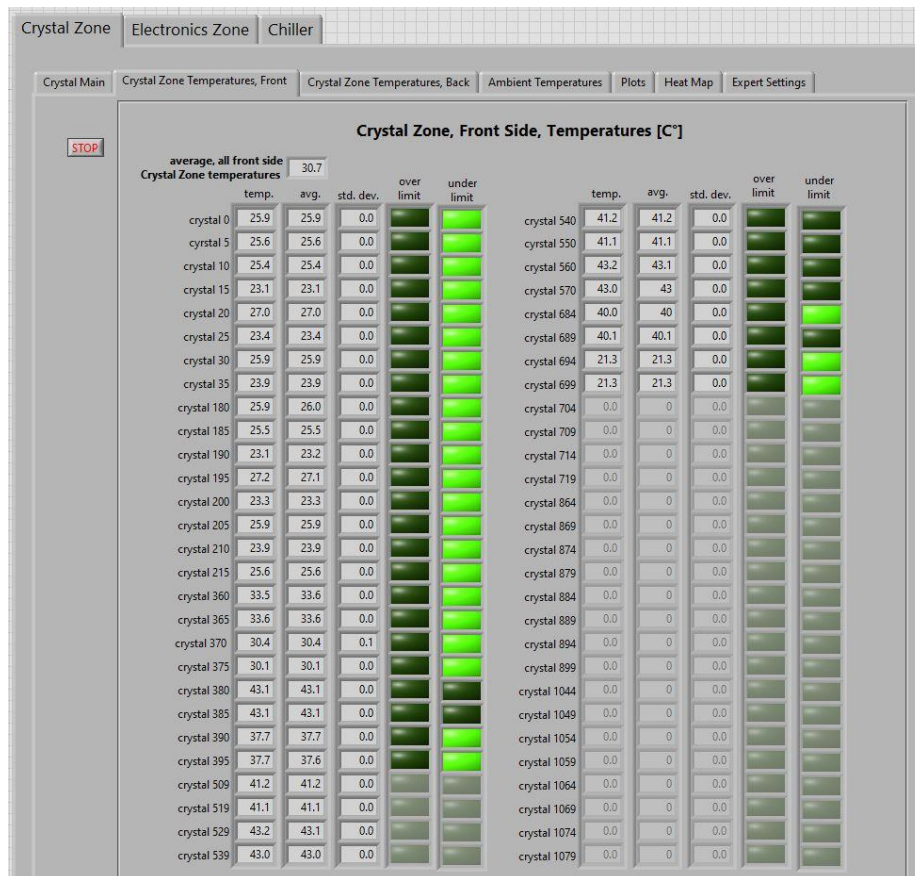 Crystal Zone Electronics Zone Chiller
Crystal Main Crystal Zone Temperatures, Front Crystal Zone Temperatures, Back Ambient Temperatures Plots Heat Map Expert Settings
STOP
Crystal Zone, Front Side, Temperatures [C°]
average, all front side
Crystal Zone temperatures 30.7
temp. avg. std. dev. over limit under limit
crystal 0 25.9 25.9 0.0
cyrstal 5 25.6 25.6 0.0
crystal 10 25.4 25.4 0.0
crystal 15 23.1 23.1 0.0
crystal 20 27.0 27.0 0.0
crystal 25 23.4 23.4 0.0
crystal 30 25.9 25.9 0.0
crystal 35 23.9 23.9 0.0
crystal 180 25.9 26.0 0.0
crystal 185 25.5 25.5 0.0
crystal 190 23.1 23.2 0.0
crystal 195 27.2 27.1 0.0
crystal 200 23.3 23.3 0.0
crystal 205 25.9 25.9 0.0
crystal 210 23.9 23.9 0.0
crystal 215 25.6 25.6 0.0
crystal 360 33.5 33.6 0.0
crystal 365 33.6 33.6 0.0
crystal 370 30.4 30.4 0.1
crystal 375 30.1 30.1 0.0
crystal 380 43.1 43.1 0.0
crystal 385 43.1 43.1 0.0
crystal 390 37.7 37.7 0.0
crystal 395 37.7 37.6 0.0
crystal 509 41.2 41.2 0.0
crystal 519 41.1 41.1 0.0
crystal 529 43.2 43.1 0.0
crystal 539 43.0 43.0 0.0
temp. avg. std. dev. over limit under limit
crystal 540 41.2 41.2 0.0
crystal 550 41.1 41.1 0.0
crystal 560 43.2 43.1 0.0
crystal 570 43.0 43 0.0
crystal 684 40.0 40 0.0
crystal 689 40.1 40.1 0.0
crystal 694 21.3 21.3 0.0
crystal 699 21.3 21.3 0.0
crystal 704 0.0 0 0.0
crystal 709 0.0 0 0.0
crystal 714 0.0 0 0.0
crystal 719 0.0 0 0.0
crystal 864 0.0 0 0.0
crystal 869 0.0 0 0.0
crystal 874 0.0 0 0.0
crystal 879 0.0 0 0.0
crystal 884 0.0 0 0.0
crystal 889 0.0 0 0.0
crystal 894 0.0 0 0.0
crystal 899 0.0 0 0.0
crystal 1044 0.0 0 0.0
crystal 1049 0.0 0 0.0
crystal 1054 0.0 0 0.0
crystal 1059 0.0 0 0.0
crystal 1064 0.0 0 0.0
crystal 1069 0.0 0 0.0
crystal 1074 0.0 0 0.0
crystal 1079 0.0 0 0.0